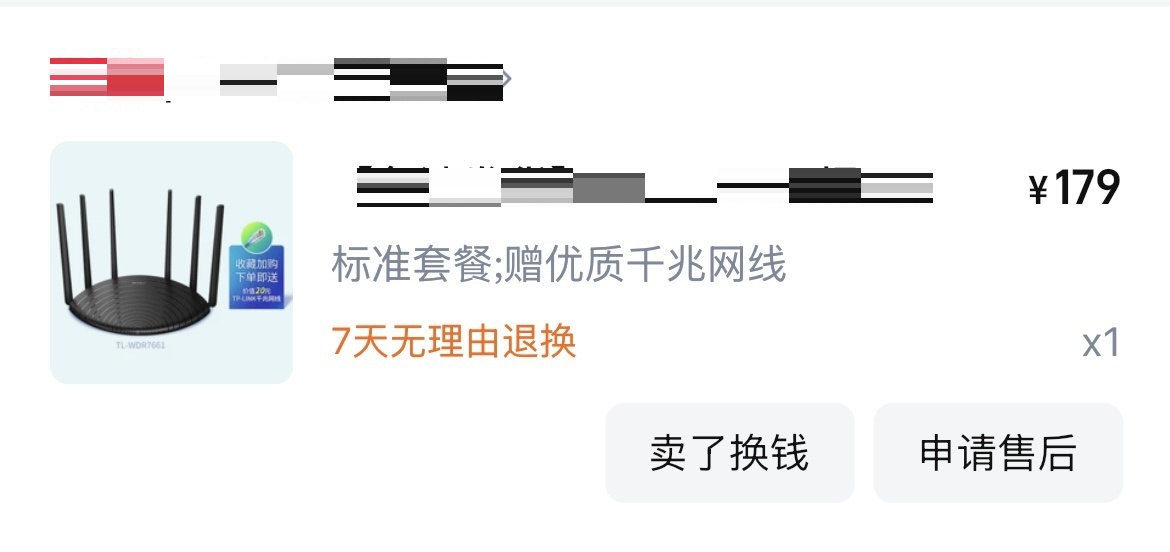 ¥179
标准套餐;赠优质千兆网线
收藏加购
下单即送
价值20元
TP-LINK千兆网线
TL-WDR7661
7天无理由退换
x1
卖了换钱
申请售后